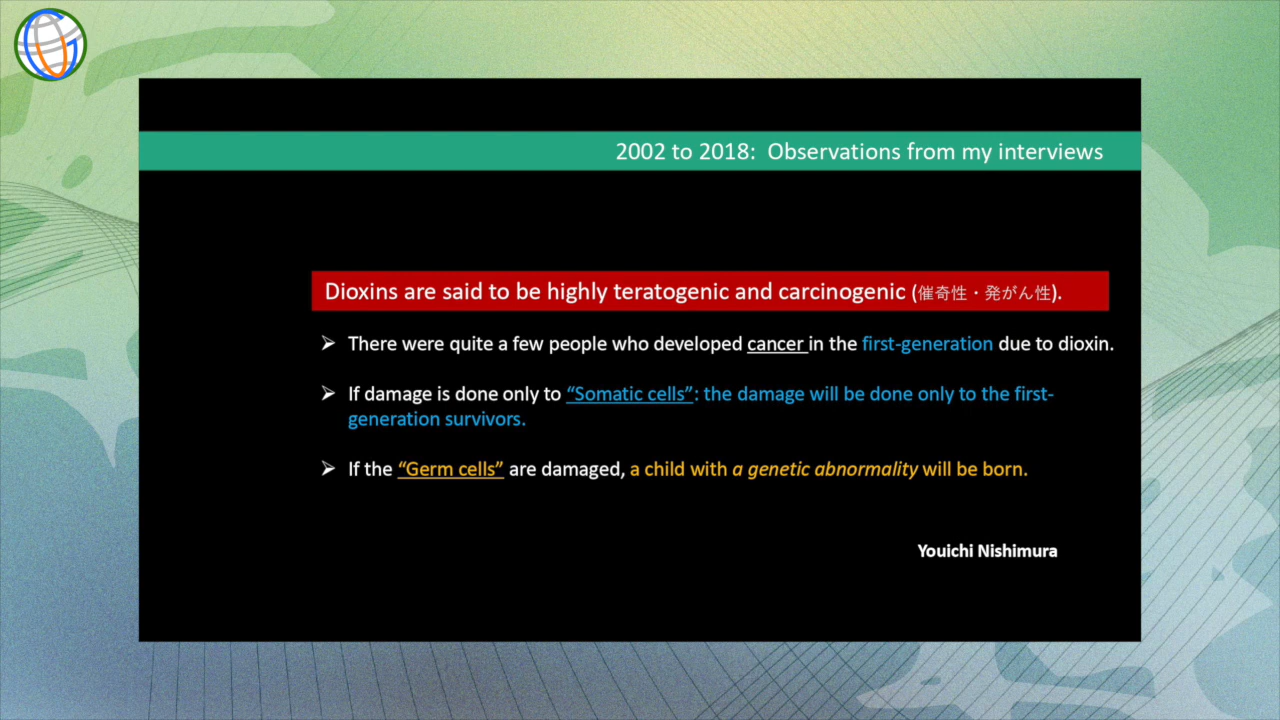 2002 to 2018: Observations from my interviews
Dioxins are said to be highly teratogenic and carcinogenic (催奇性・発がん性).
➢ There were quite a few people who developed cancer in the first-generation due to dioxin.
➢ If damage is done only to “Somatic cells”: the damage will be done only to the first-
generation survivors.
➢ If the “Germ cells” are damaged, a child with a genetic abnormality will be born.
Youichi Nishimura